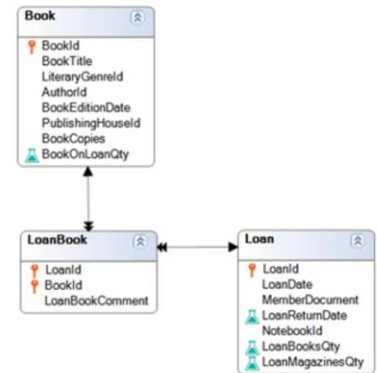 Book
BookId
BookTitle
LiteraryGenreId
AuthorId
BookEditionDate
PublishingHouseId
BookCopies
BookOnLoanQty
LoanBook
LoanId
BookId
LoanBookComment
Loan
LoanId
LoanDate
MemberDocument
LoanReturnDate
NotebookId
LoanBooksQty
LoanMagazinesQty